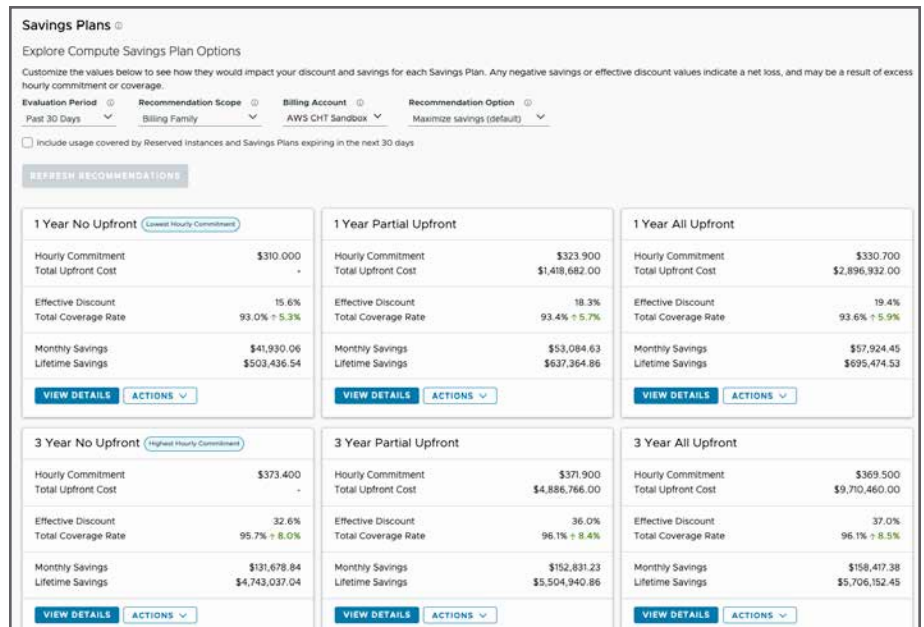 Savings Plans
Explore Compute Savings Plan Options
Customize the values below to see how they would impact your discount and savings for each Savings Plan. Any negative savings or effective discount values indicate a net loss, and may be a result of excess
hourly commitment or coverage.
Evaluation Period Recommendation Scope Billing Account Recommendation Option
Past 30 Days Billing Family AWS CHT Sandbox Maximize savings (default)
Include usage covered by Reserved Instances and Savings Plans expiring in the next 30 days
REFRESH RECOMMENDATIONS
1 Year No Upfront Lowest Hourly Commitment
Hourly Commitment $310.000
Total Upfront Cost -
Effective Discount 15.6%
Total Coverage Rate 93.0% ↑ 5.3%
Monthly Savings $41,930.06
Lifetime Savings $503,436.54
VIEW DETAILS ACTIONS
1 Year Partial Upfront
Hourly Commitment $323.900
Total Upfront Cost $1,418,682.00
Effective Discount 18.3%
Total Coverage Rate 93.4% ↑ 5.7%
Monthly Savings $53,084.63
Lifetime Savings $637,364.86
VIEW DETAILS ACTIONS
1 Year All Upfront
Hourly Commitment $330.700
Total Upfront Cost $2,896,932.00
Effective Discount 19.4%
Total Coverage Rate 93.6% ↑ 5.9%
Monthly Savings $57,924.45
Lifetime Savings $695,474.53
VIEW DETAILS ACTIONS
3 Year No Upfront Highest Hourly Commitment
Hourly Commitment $373.400
Total Upfront Cost -
Effective Discount 32.6%
Total Coverage Rate 95.7% ↑ 8.0%
Monthly Savings $131,678.84
Lifetime Savings $4,743,037.04
VIEW DETAILS ACTIONS
3 Year Partial Upfront
Hourly Commitment $371.900
Total Upfront Cost $4,886,766.00
Effective Discount 36.0%
Total Coverage Rate 96.1% ↑ 8.4%
Monthly Savings $152,831.23
Lifetime Savings $5,504,940.86
VIEW DETAILS ACTIONS
3 Year All Upfront
Hourly Commitment $369.500
Total Upfront Cost $9,710,460.00
Effective Discount 37.0%
Total Coverage Rate 96.1% ↑ 8.5%
Monthly Savings $158,417.38
Lifetime Savings $5,706,152.45
VIEW DETAILS ACTIONS